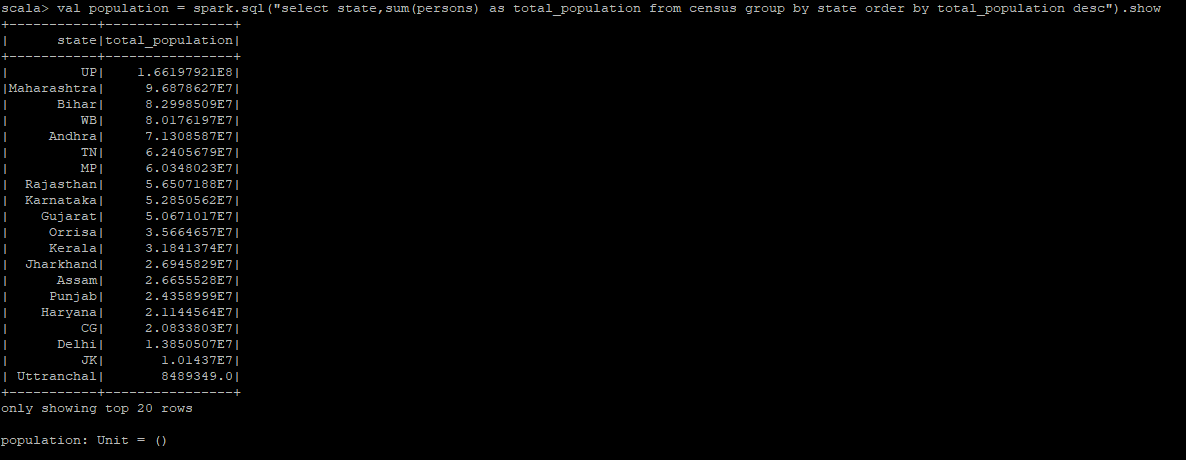 scala> val population = spark.sql("select state,sum(persons) as total_population from census group by state order by total_population desc").show
+-----------+----------------+
|      state|total_population|
+-----------+----------------+
|         UP|    1.66197921E8|
|Maharashtra|     9.6878627E7|
|      Bihar|     8.2998509E7|
|         WB|     8.0176197E7|
|     Andhra|     7.1308587E7|
|         TN|     6.2405679E7|
|         MP|     6.0348023E7|
|  Rajasthan|     5.6507188E7|
|  Karnataka|     5.2850562E7|
|    Gujarat|     5.0671017E7|
|     Orrisa|     3.5664657E7|
|     Kerala|     3.1841374E7|
|  Jharkhand|     2.6945829E7|
|      Assam|     2.6655528E7|
|     Punjab|     2.4358999E7|
|    Haryana|     2.1144564E7|
|         CG|     2.0833803E7|
|      Delhi|     1.3850507E7|
|         JK|       1.01437E7|
| Uttranchal|       8489349.0|
+-----------+----------------+
only showing top 20 rows
population: Unit = ()